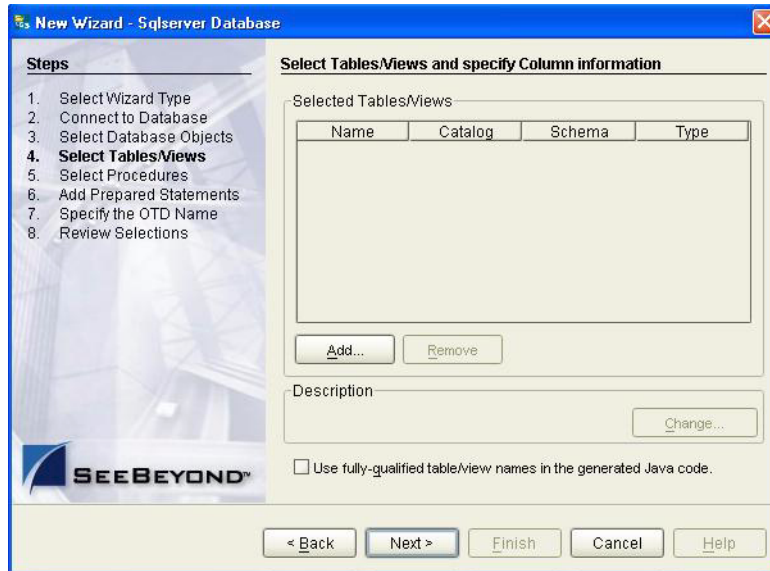 New Wizard - Sqlserver Database
Steps
1. Select Wizard Type
2. Connect to Database
3. Select Database Objects
4. Select Tables/Views
5. Select Procedures
6. Add Prepared Statements
7. Specify the OTD Name
8. Review Selections
SEEBEYOND™
Select Tables/Views and specify Column information
Selected Tables/Views
Name Catalog Schema Type
Add... Remove
Description
Change...
Use fully-qualified table/view names in the generated Java code.
< Back Next > Finish Cancel Help